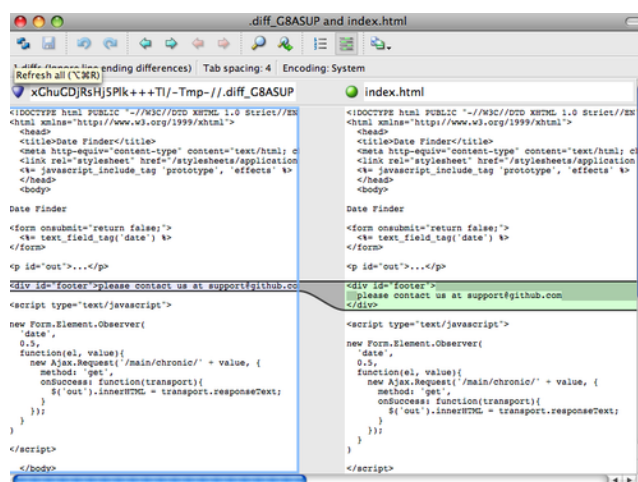 .diff_G8ASUP and index.html
ending differences) Tab spacing: 4 Encoding: System
Refresh all (⌥⌘R)
xGhuGDjRsHj5Plk+++TI/-Tmp-//.diff_G8ASUP
<!DOCTYPE html PUBLIC "-//W3C//DTD XHTML 1.0 Strict//EN
<html xmlns="http://www.w3.org/1999/xhtml">
<head>
<title>Date Finder</title>
<meta http-equiv="content-type" content="text/html; c
<link rel="stylesheet" href="/stylesheets/application
<%= javascript_include_tag 'prototype', 'effects' %>
</head>
<body>
Date Finder
<form onsubmit="return false;">
<%= text_field_tag('date') %>
</form>
<p id="out">...</p>
<div id="footer">please contact us at support@github.co
<script type="text/javascript">
new Form.Element.Observer(
'date',
0.5,
function(el, value){
new Ajax.Request('/main/chronic/' + value, {
method: 'get',
onSuccess: function(transport){
$('out').innerHTML = transport.responseText;
}
});
}
)
</script>
</body>
index.html
<!DOCTYPE html PUBLIC "-//W3C//DTD XHTML 1.0 Strict//EN
<html xmlns="http://www.w3.org/1999/xhtml">
<head>
<title>Date Finder</title>
<meta http-equiv="content-type" content="text/html; c
<link rel="stylesheet" href="/stylesheets/application
<%= javascript_include_tag 'prototype', 'effects' %>
</head>
<body>
Date Finder
<form onsubmit="return false;">
<%= text_field_tag('date') %>
</form>
<p id="out">...</p>
<div id="footer">
please contact us at support@github.com
</div>
<script type="text/javascript">
new Form.Element.Observer(
'date',
0.5,
function(el, value){
new Ajax.Request('/main/chronic/' + value, {
method: 'get',
onSuccess: function(transport){
$('out').innerHTML = transport.responseText;
}
});
}
)
</script>